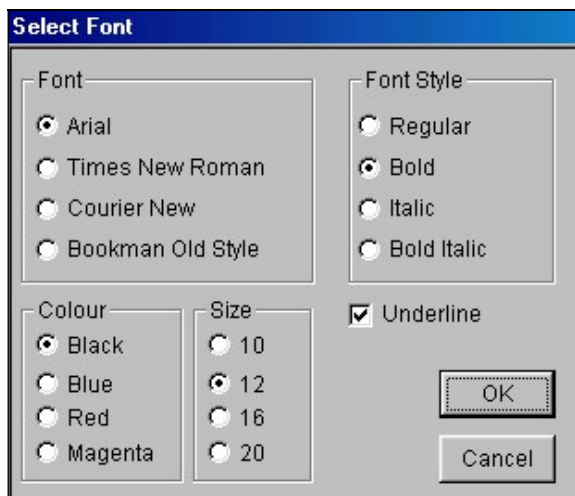 Select Font
Font
Arial
Times New Roman
Courier New
Bookman Old Style
Font Style
Regular
Bold
Italic
Bold Italic
Colour
Black
Blue
Red
Magenta
Size
10
12
16
20
Underline
OK
Cancel